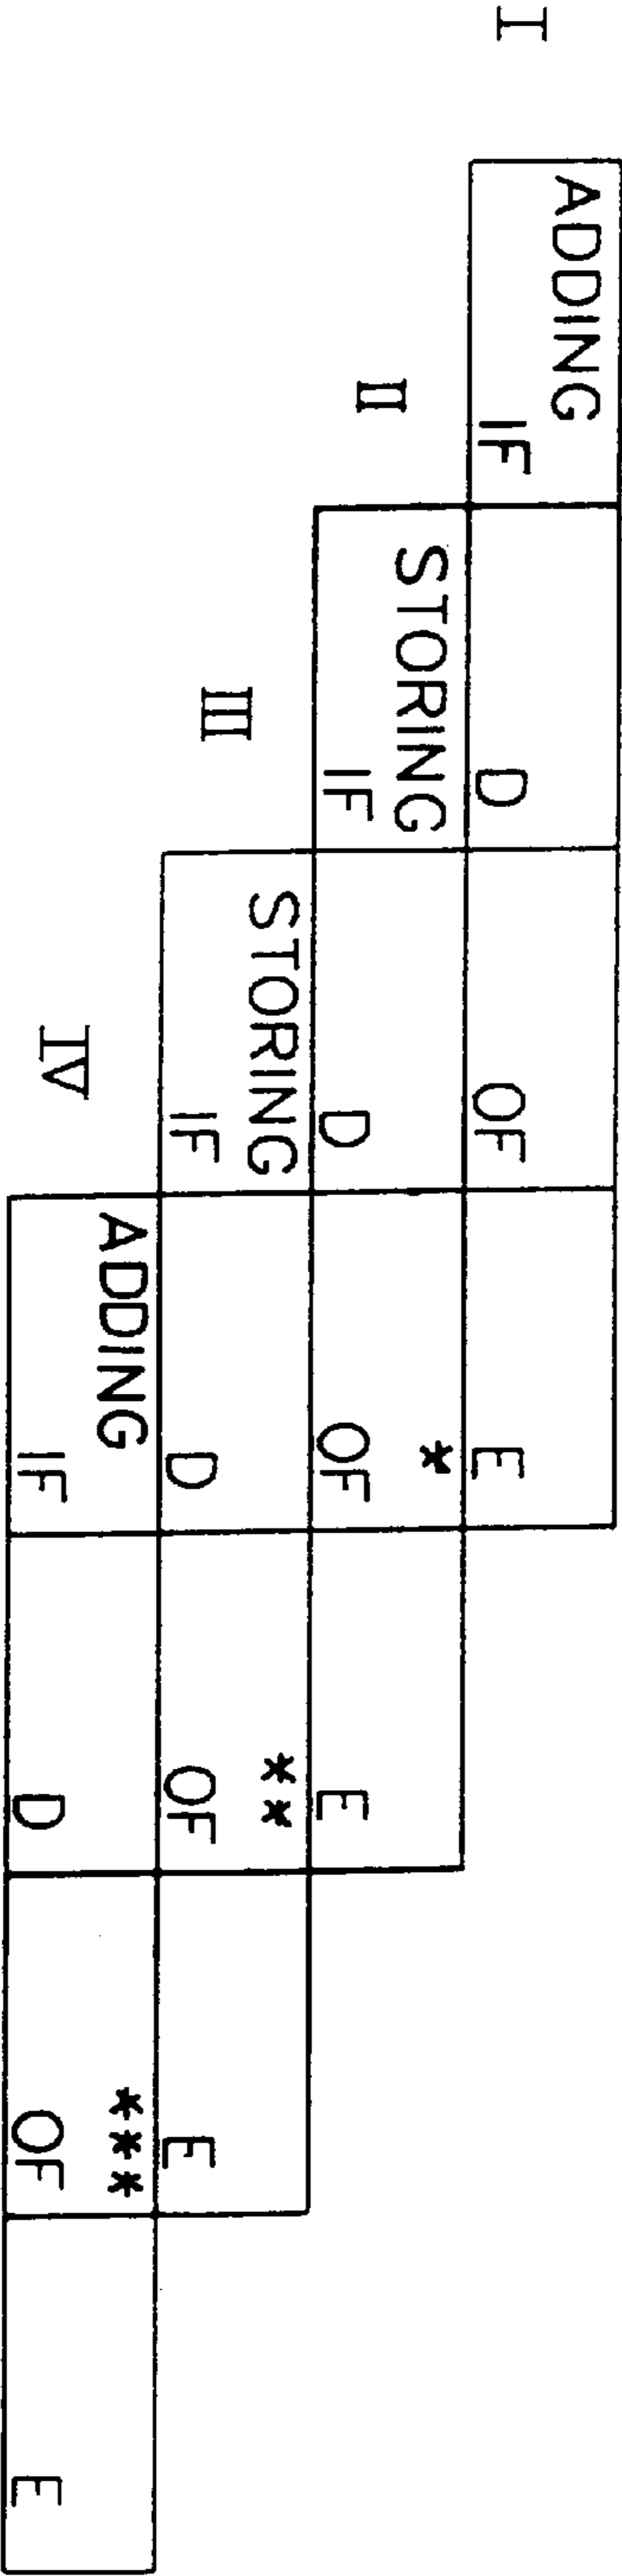 I
ADDING
IF D OF E
II
STORING *
IF D OF E
III
STORING **
IF D OF E
IV
ADDING ***
IF D OF E